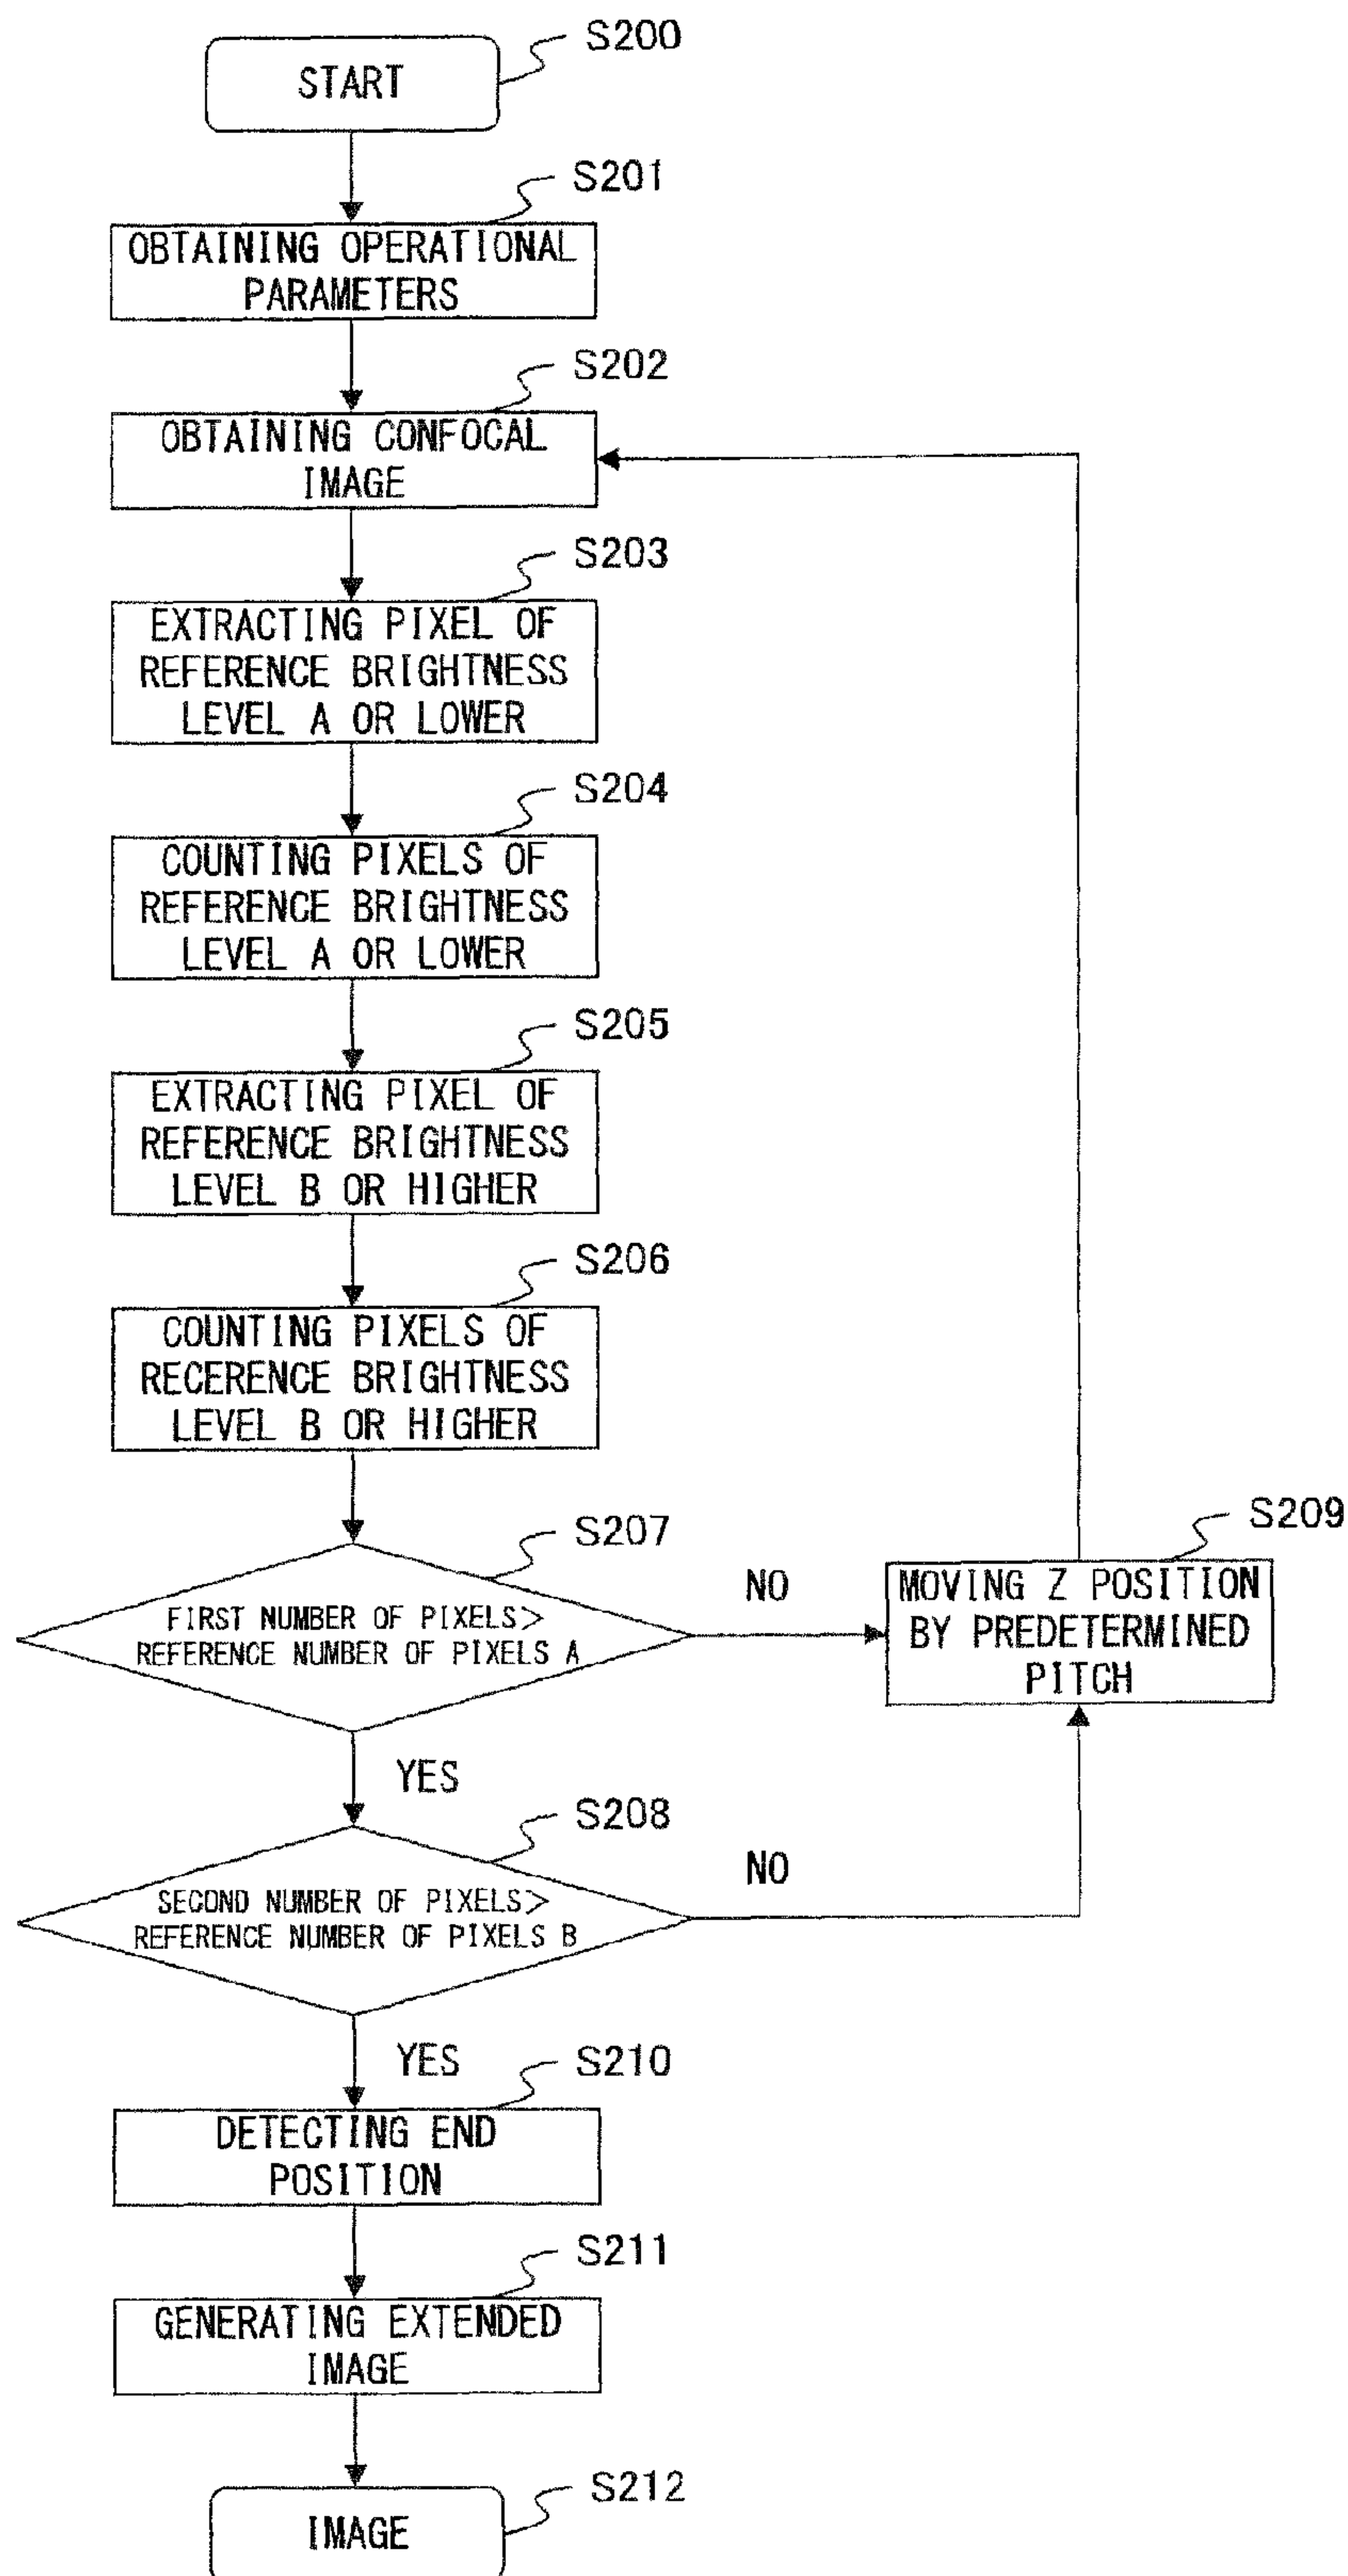 S200
START
S201
OBTAINING OPERATIONAL
PARAMETERS
S202
OBTAINING CONFOCAL
IMAGE
S203
EXTRACTING PIXEL OF
REFERENCE BRIGHTNESS
LEVEL A OR LOWER
S204
COUNTING PIXELS OF
REFERENCE BRIGHTNESS
LEVEL A OR LOWER
S205
EXTRACTING PIXEL OF
REFERENCE BRIGHTNESS
LEVEL B OR HIGHER
S206
COUNTING PIXELS OF
RECERENCE BRIGHTNESS
LEVEL B OR HIGHER
S207
FIRST NUMBER OF PIXELS>
REFERENCE NUMBER OF PIXELS A
NO
S209
MOVING Z POSITION
BY PREDETERMINED
PITCH
YES
S208
SECOND NUMBER OF PIXELS>
REFERENCE NUMBER OF PIXELS B
NO
YES
S210
DETECTING END
POSITION
S211
GENERATING EXTENDED
IMAGE
S212
IMAGE